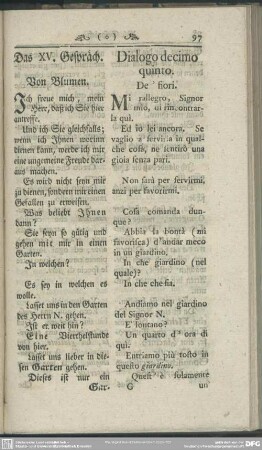 ( o ) 97
Das XV. Gespräch.
Von Blumen.
Ich freue mich, mein
Herr, daß ich Sie hier
antreffe.
Und ich Sie gleichfalls;
wenn ich Ihnen worinn
dienen kann, werde ich mir
eine ungemeine Freude dar-
aus machen.
Es wird nicht seyn mir
zu dienen, sondern mir einen
Gefallen zu erweisen.
Was beliebt Ihnen
dann?
Sie seyn so gütig und
gehen mit mir in einen
Garten.
In welchen?
Es sey in welchen es
wolle.
Lasset uns in den Garten
des Herrn N. gehen.
Ist er weit hin?
Eine Viertheilstunde
von hier.
Lasset uns lieber in die-
sen Garten gehen.
Dieses ist nur ein
Gar-
Dialogo decimo
quinto.
De' fiori.
Mi rallegro, Signor
mio, di rincontrar-
la quì.
Ed io lei ancora. Se
vaglio a servirla in qual-
che cosa, ne sentirò una
gioia senza pari.
Non sarà per servirmi,
anzi per favorirmi.
Cosa comanda dun-
que?
Abbia la bontà (mi
favorisca) d'andar meco
in un giardino.
In che giardino (nel
quale)?
In che che sia.
Andiamo nel giardino
del Signor N.
E' lontano?
Un quarto d'ora di
quì.
Entriamo più tosto in
questo giardino.
Quest' è solamente
G un